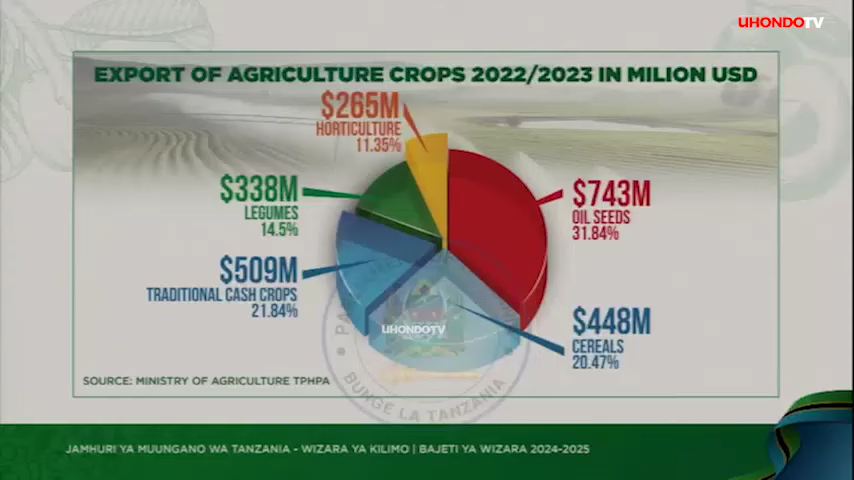 UHONDOTV
EXPORT OF AGRICULTURE CROPS 2022/2023 IN MILION USD
$265M
HORTICULTURE
11.35%
$338M
LEGUMES
14.5%
$743M
OIL SEEDS
31.84%
$509M
TRADITIONAL CASH CROPS
21.84%
$448M
CEREALS
20.47%
UHONDOTV
BUNGE LA TANZANIA
SOURCE: MINISTRY OF AGRICULTURE TPHPA
JAMHURI YA MUUNGANO WA TANZANIA - WIZARA YA KILIMO | BAJETI YA WIZARA 2024-2025